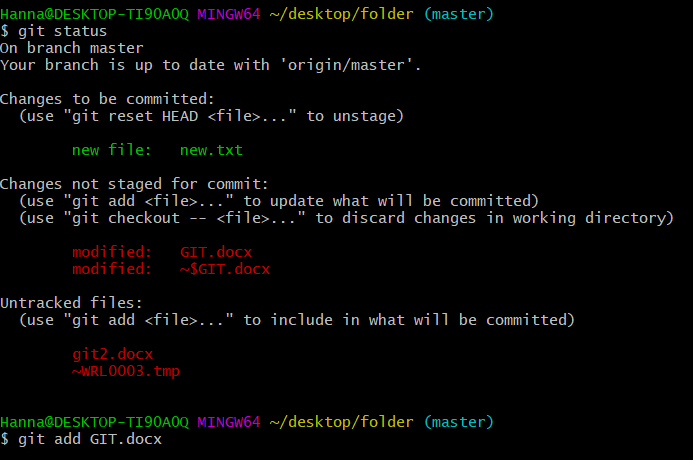 Hanna@DESKTOP-TI90A0Q MINGW64 ~/desktop/folder (master)
$ git status
On branch master
Your branch is up to date with 'origin/master'.
Changes to be committed:
(use "git reset HEAD <file>..." to unstage)
new file: new.txt
Changes not staged for commit:
(use "git add <file>..." to update what will be committed)
(use "git checkout -- <file>..." to discard changes in working directory)
modified: GIT.docx
modified: ~$GIT.docx
Untracked files:
(use "git add <file>..." to include in what will be committed)
git2.docx
~WRL0003.tmp
Hanna@DESKTOP-TI90A0Q MINGW64 ~/desktop/folder (master)
$ git add GIT.docx